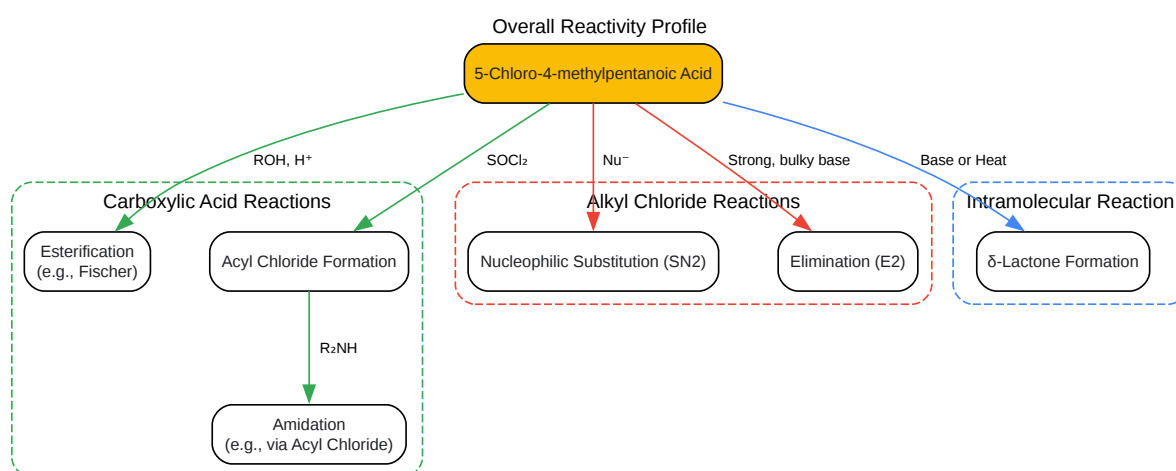 Overall Reactivity Profile
5-Chloro-4-methylpentanoic Acid
ROH, H⁺
SOCl₂
Nu⁻
Strong, bulky base
Base or Heat
Carboxylic Acid Reactions
Alkyl Chloride Reactions
Intramolecular Reaction
Esterification
(e.g., Fischer)
Acyl Chloride Formation
Nucleophilic Substitution (SN2)
Elimination (E2)
δ-Lactone Formation
R₂NH
Amidation
(e.g., via Acyl Chloride)